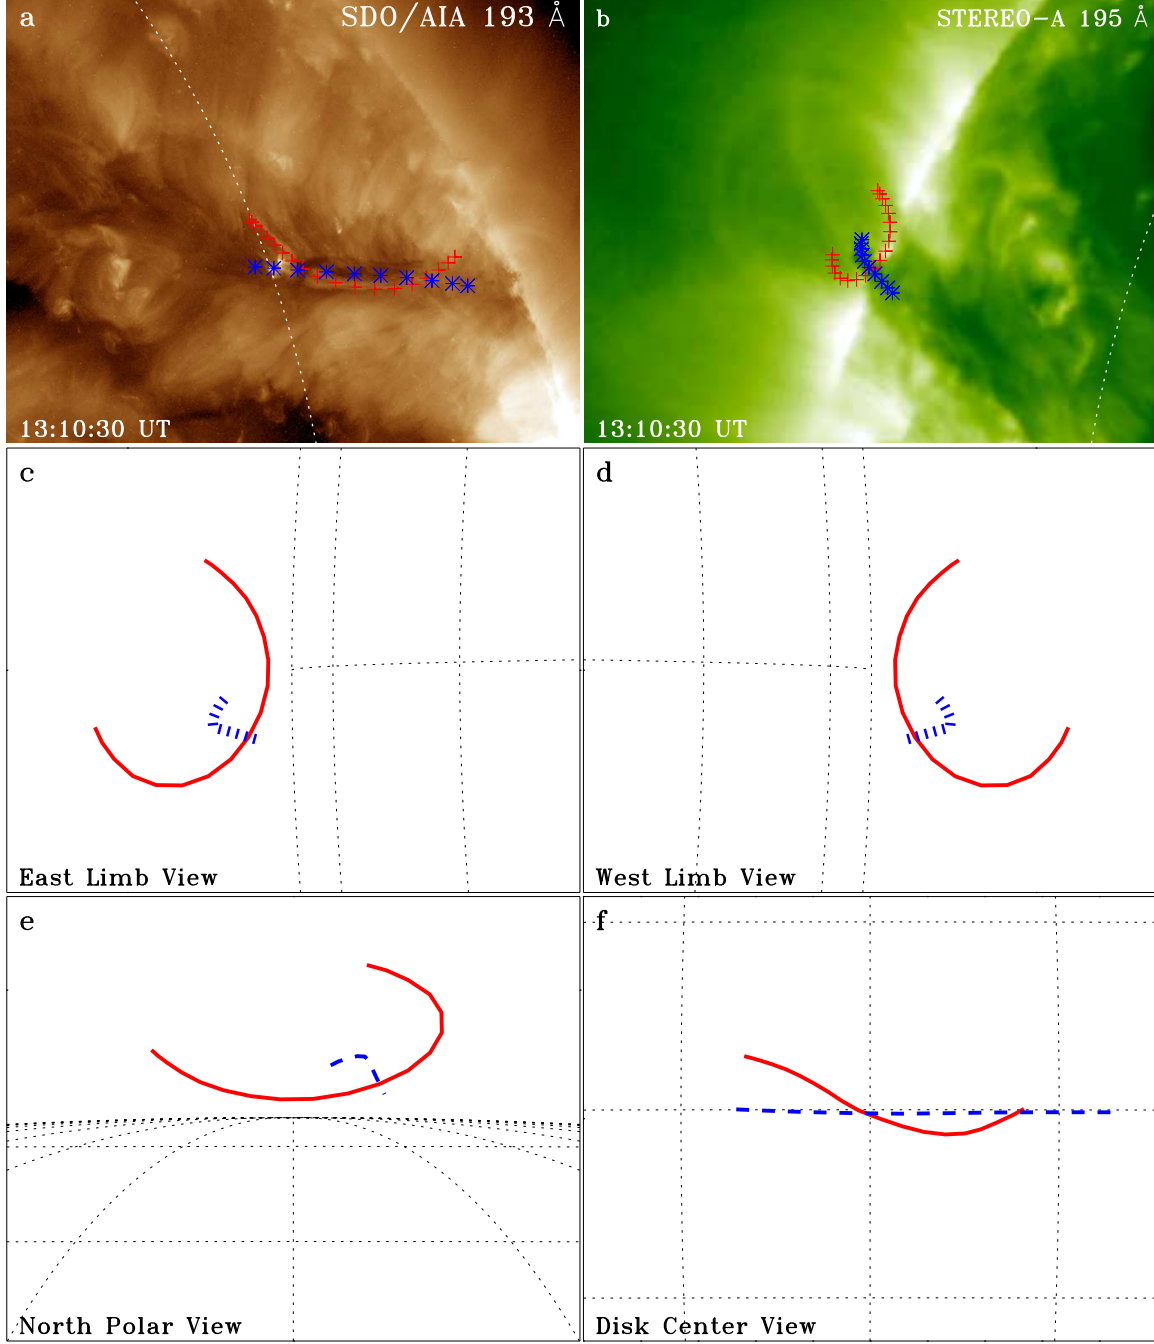 a
SDO/AIA 193 Å
13:10:30 UT
b
STEREO-A 195 Å
13:10:30 UT
c
East Limb View
d
West Limb View
e
North Polar View
f
Disk Center View